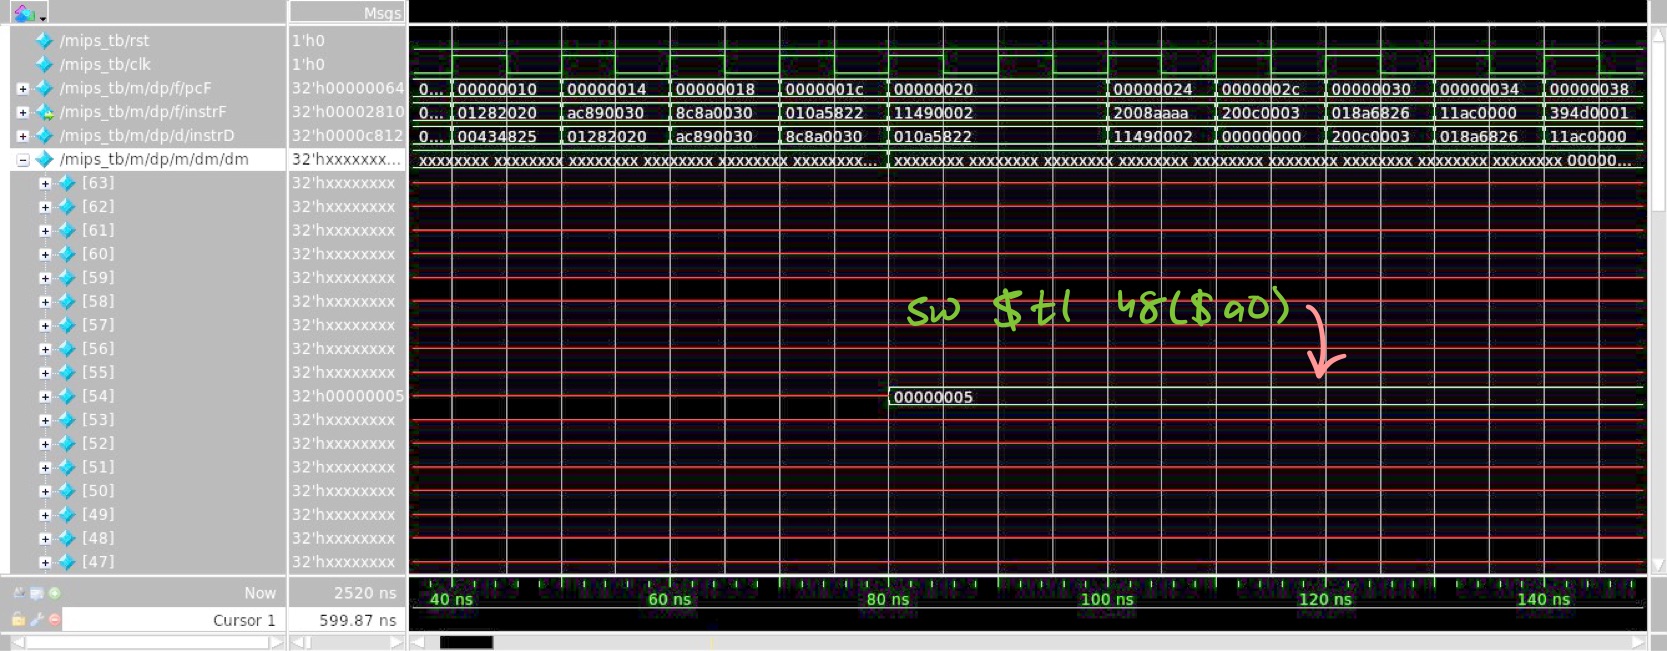 Msgs
/mips_tb/rst 1'h0
/mips_tb/clk 1'h0
/mips_tb/m/dp/f/pcF 32'h00000064 0... 00000010 00000014 00000018 0000001c 00000020 00000024 0000002c 00000030 00000034 00000038
/mips_tb/m/dp/f/instrF 32'h00002810 0... 01282020 ac890030 8c8a0030 010a5822 11490002 2008aaaa 200c0003 018a6826 11ac0000 394d0001
/mips_tb/m/dp/d/instrD 32'h0000c812 0... 00434825 01282020 ac890030 8c8a0030 010a5822 11490002 00000000 200c0003 018a6826 11ac0000
/mips_tb/m/dp/m/dm/dm 32'hxxxxxxx... xxxxxxxx xxxxxxxx xxxxxxxx xxxxxxxx xxxxxxxx xxxxxxxx... xxxxxxxx xxxxxxxx xxxxxxxx xxxxxxxx xxxxxxxx xxxxxxxx xxxxxxxx xxxxxxxx xxxxxxxx 00000...
[63] 32'hxxxxxxxx
[62] 32'hxxxxxxxx
[61] 32'hxxxxxxxx
[60] 32'hxxxxxxxx
[59] 32'hxxxxxxxx
[58] 32'hxxxxxxxx
sw $t1 48($a0)
[57] 32'hxxxxxxxx
[56] 32'hxxxxxxxx
[55] 32'hxxxxxxxx
[54] 32'h00000005 00000005
[53] 32'hxxxxxxxx
[52] 32'hxxxxxxxx
[51] 32'hxxxxxxxx
[50] 32'hxxxxxxxx
[49] 32'hxxxxxxxx
[48] 32'hxxxxxxxx
[47] 32'hxxxxxxxx
Now 2520 ns 40 ns 60 ns 80 ns 100 ns 120 ns 140 ns
Cursor 1 599.87 ns